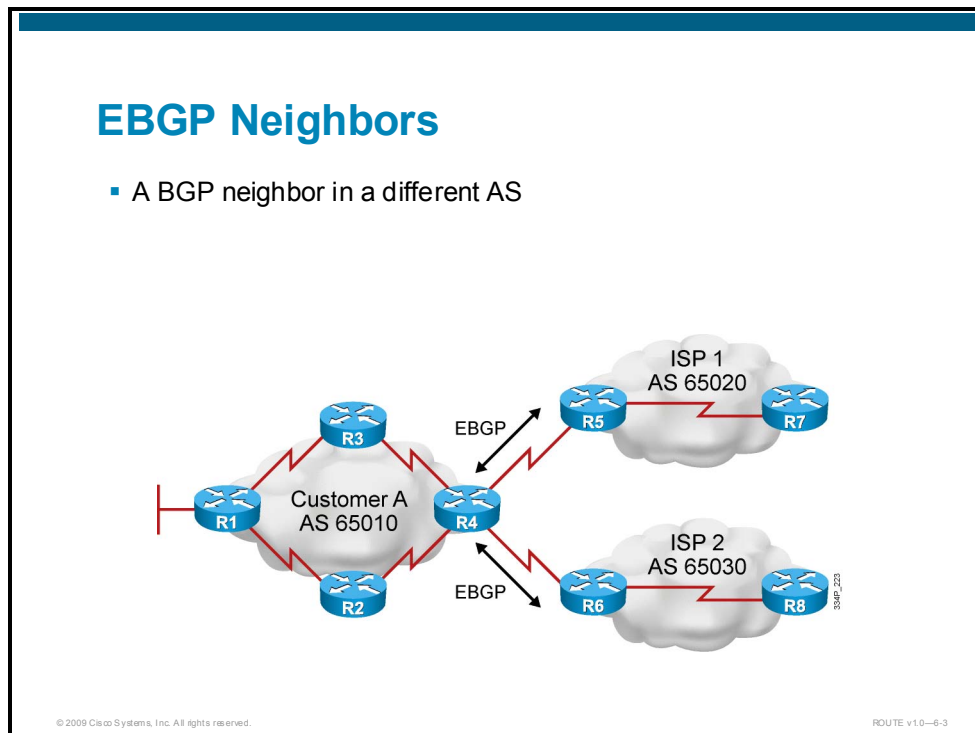 EBGP Neighbors
▪ A BGP neighbor in a different AS
ISP 1
AS 65020
R5
R7
EBGP
R3
Customer A
AS 65010
R1
R4
R2
EBGP
ISP 2
AS 65030
R6
R8
334P_223
© 2009 Cisco Systems, Inc. All rights reserved.
ROUTE v1.0—6-3